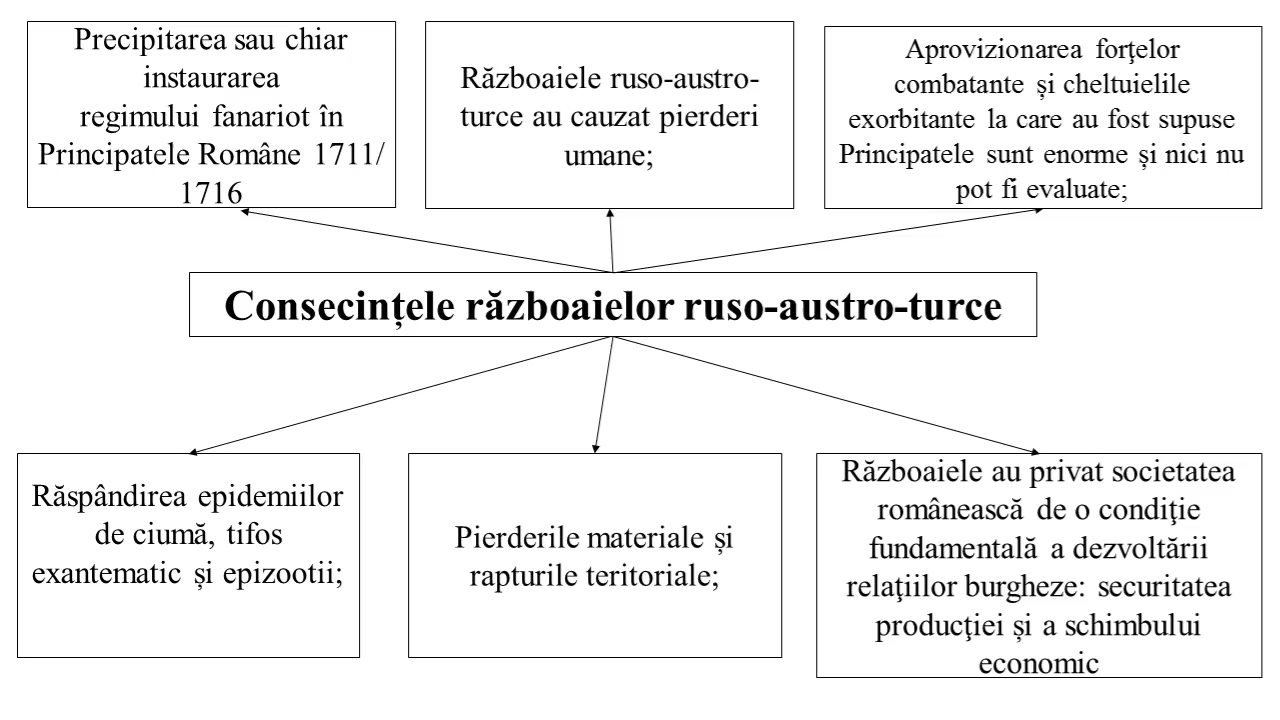 Precipitarea sau chiar
instaurarea
regimului fanariot în
Principatele Române 1711/
1716
Războaiele ruso-austro-
turce au cauzat pierderi
umane;
Aprovizionarea forţelor
combatante și cheltuielile
exorbitante la care au fost supuse
Principatele sunt enorme și nici nu
pot fi evaluate;
Consecințele războaielor ruso-austro-turce
Răspândirea epidemiilor
de ciumă, tifos
exantematic și epizootii;
Pierderile materiale și
rapturile teritoriale;
Războaiele au privat societatea
românească de o condiţie
fundamentală a dezvoltării
relaţiilor burgheze: securitatea
producţiei și a schimbului
economic